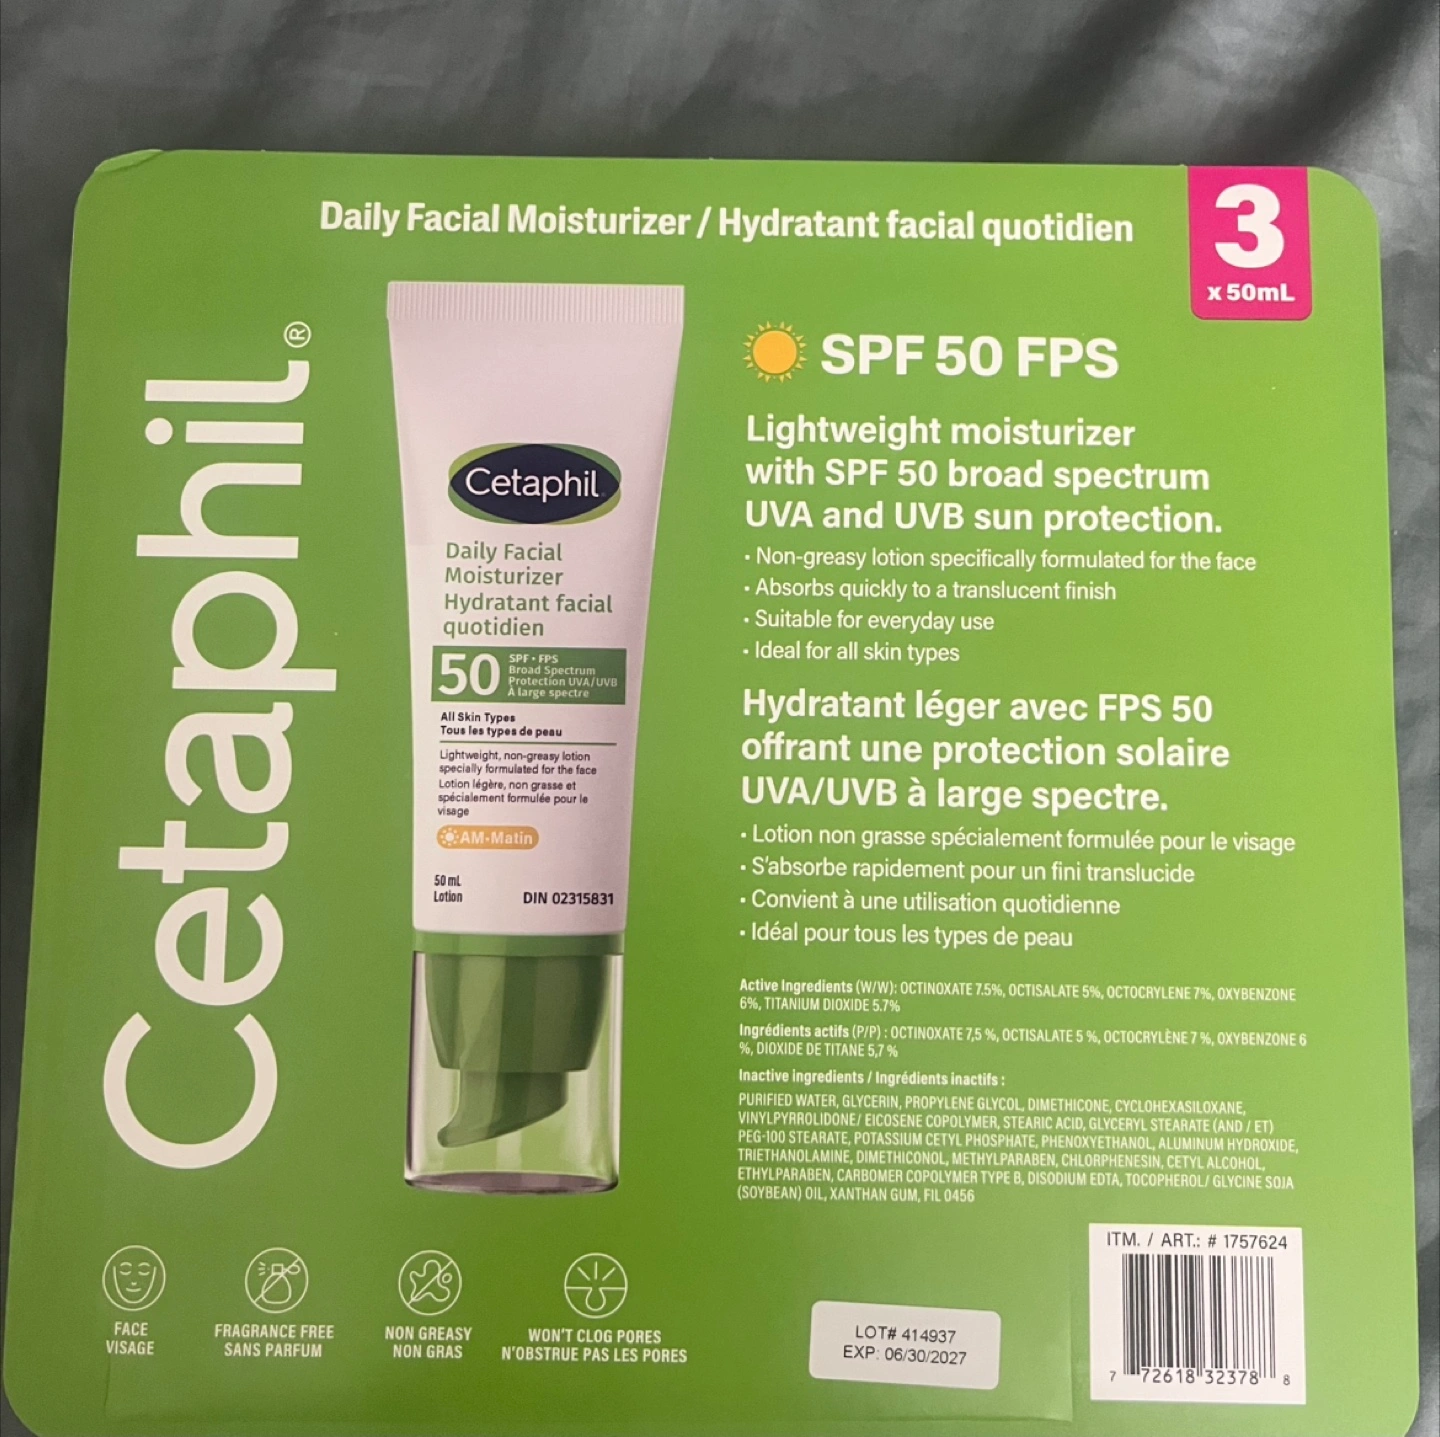 Daily Facial Moisturizer / Hydratant facial quotidien
3
x 50mL
Cetaphil®
Cetaphil
Daily Facial
Moisturizer
Hydratant facial
quotidien
50
SPF • FPS
Broad Spectrum
Protection UVA/UVB
À large spectre
All Skin Types
Tous les types de peau
Lightweight, non-greasy lotion
specially formulated for the face
Lotion légère, non grasse et
spécialement formulée pour le
visage
AM•Matin
50 mL
Lotion
DIN 02315831
SPF 50 FPS
Lightweight moisturizer
with SPF 50 broad spectrum
UVA and UVB sun protection.
• Non-greasy lotion specifically formulated for the face
• Absorbs quickly to a translucent finish
• Suitable for everyday use
• Ideal for all skin types
Hydratant léger avec FPS 50
offrant une protection solaire
UVA/UVB à large spectre.
• Lotion non grasse spécialement formulée pour le visage
• S'absorbe rapidement pour un fini translucide
• Convient à une utilisation quotidienne
• Idéal pour tous les types de peau
Active Ingredients (W/W): OCTINOXATE 7.5%, OCTISALATE 5%, OCTOCRYLENE 7%, OXYBENZONE
6%, TITANIUM DIOXIDE 5.7%
Ingrédients actifs (P/P) : OCTINOXATE 7,5 %, OCTISALATE 5 %, OCTOCRYLÈNE 7 %, OXYBENZONE 6
%, DIOXIDE DE TITANE 5,7 %
Inactive ingredients / Ingrédients inactifs :
PURIFIED WATER, GLYCERIN, PROPYLENE GLYCOL, DIMETHICONE, CYCLOHEXASILOXANE,
VINYLPYRROLIDONE/ EICOSENE COPOLYMER, STEARIC ACID, GLYCERYL STEARATE (AND / ET)
PEG-100 STEARATE, POTASSIUM CETYL PHOSPHATE, PHENOXYETHANOL, ALUMINUM HYDROXIDE,
TRIETHANOLAMINE, DIMETHICONOL, METHYLPARABEN, CHLORPHENESIN, CETYL ALCOHOL,
ETHYLPARABEN, CARBOMER COPOLYMER TYPE B, DISODIUM EDTA, TOCOPHEROL/ GLYCINE SOJA
(SOYBEAN) OIL, XANTHAN GUM, FIL 0456
FACE
VISAGE
FRAGRANCE FREE
SANS PARFUM
NON GREASY
NON GRAS
WON'T CLOG PORES
N'OBSTRUE PAS LES PORES
LOT# 414937
EXP: 06/30/2027
ITM. / ART.: # 1757624
7 72618 32378 8